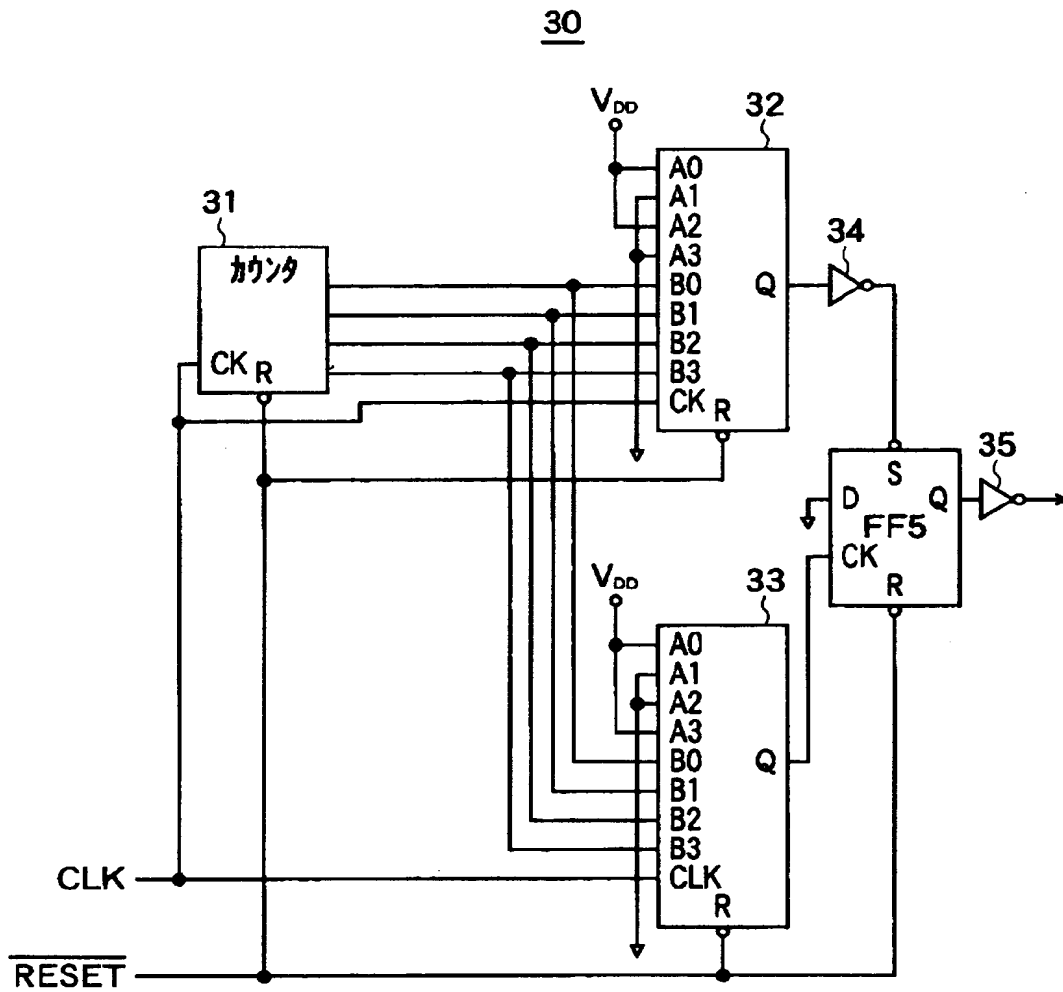 30
VDD
32
A0
A1
A2
A3
B0
B1
B2
B3
CK
R
Q
31
カウンタ
CK
R
34
S
D
Q
FF5
CK
R
35
VDD
33
A0
A1
A2
A3
B0
B1
B2
B3
CLK
R
Q
CLK
RESET